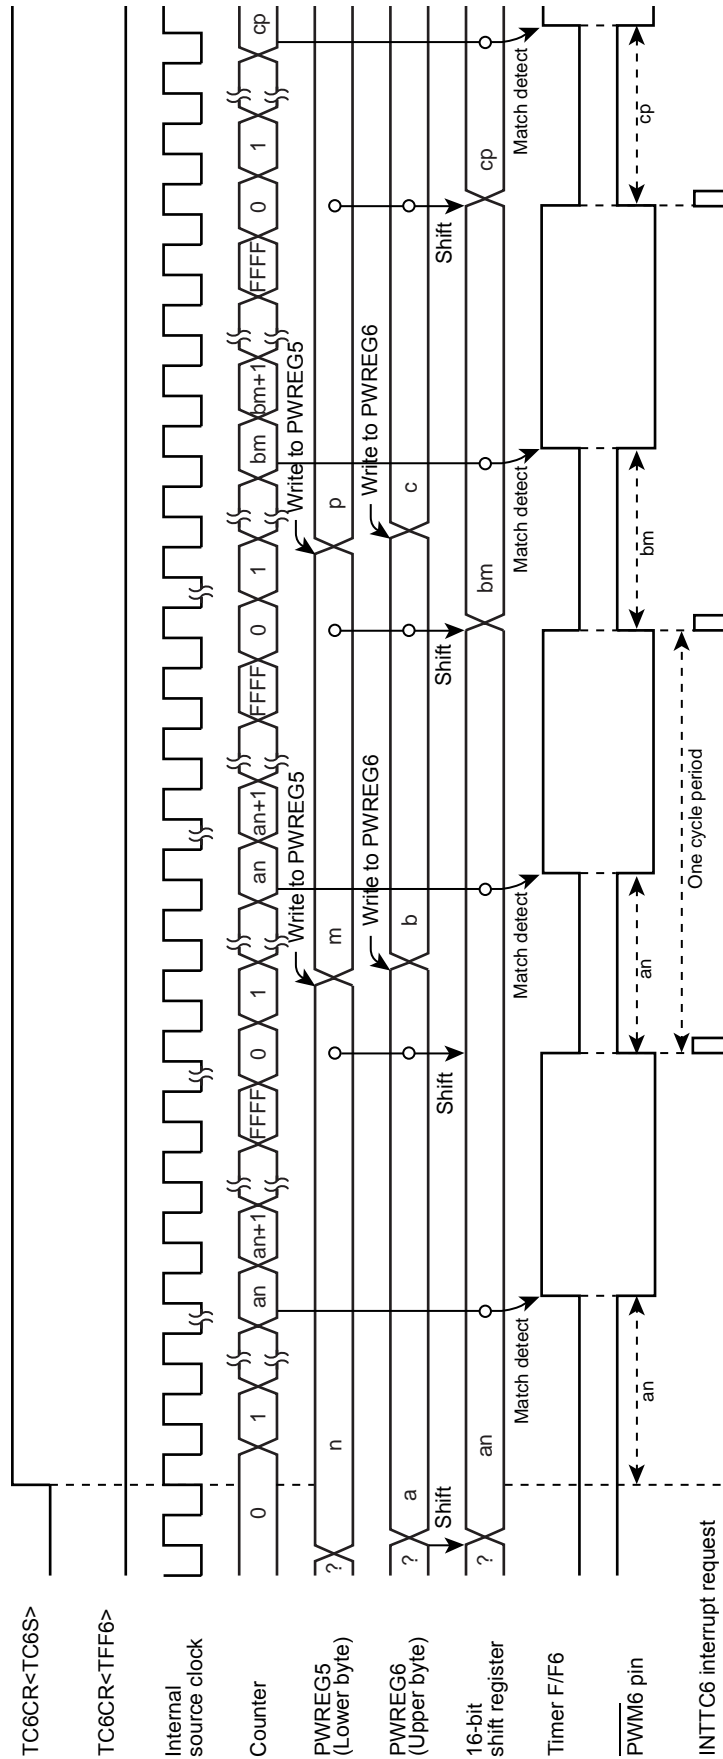 TC6CR<TC6S>
TC6CR<TFF6>
Internal
source clock
Counter
0
1
an
an+1
FFFF
0
1
an
an+1
FFFF
0
1
bm
bm+1
FFFF
0
1
cp
Write to PWREG5
Write to PWREG5
PWREG5
(Lower byte)
?
n
m
p
Write to PWREG6
Write to PWREG6
PWREG6
(Upper byte)
?
a
b
c
Shift
Shift
Shift
Shift
16-bit
shift register
?
an
bm
cp
Match detect
Match detect
Match detect
Match detect
Timer F/F6
PWM6 pin
an
an
bm
cp
One cycle period
INTTC6 interrupt request